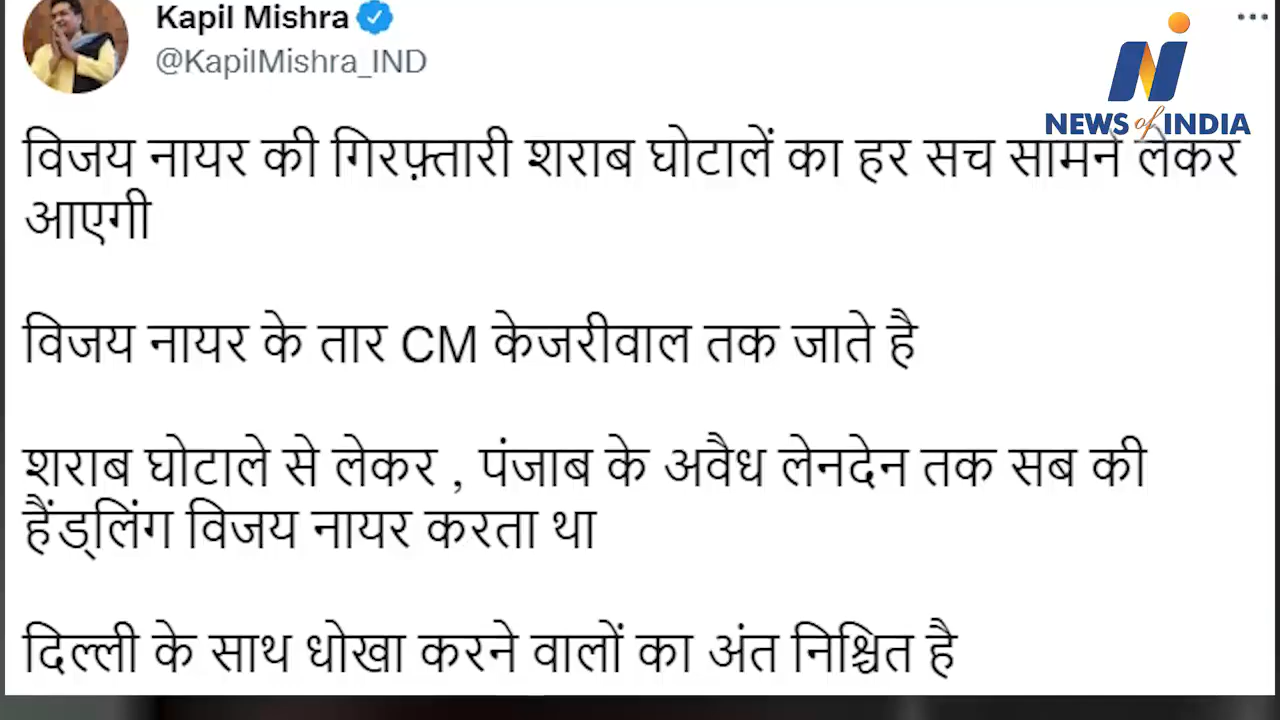 Kapil Mishra
@KapilMishra_IND
NEWS of INDIA
विजय नायर की गिरफ़्तारी शराब घोटालें का हर सच सामने लेकर
आएगी
विजय नायर के तार CM केजरीवाल तक जाते है
शराब घोटाले से लेकर , पंजाब के अवैध लेनदेन तक सब की
हैंड्लिंग विजय नायर करता था
दिल्ली के साथ धोखा करने वालों का अंत निश्चित है